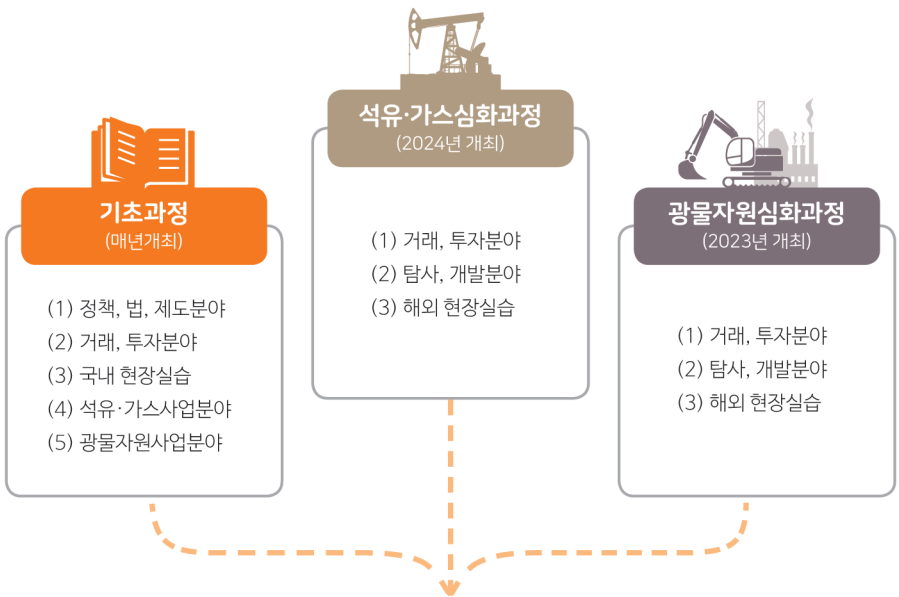 기초과정
(매년개최)
(1) 정책, 법, 제도분야
(2) 거래, 투자분야
(3) 국내 현장실습
(4) 석유·가스사업분야
(5) 광물자원사업분야
석유·가스심화과정
(2024년 개최)
(1) 거래, 투자분야
(2) 탐사, 개발분야
(3) 해외 현장실습
광물자원심화과정
(2023년 개최)
(1) 거래, 투자분야
(2) 탐사, 개발분야
(3) 해외 현장실습